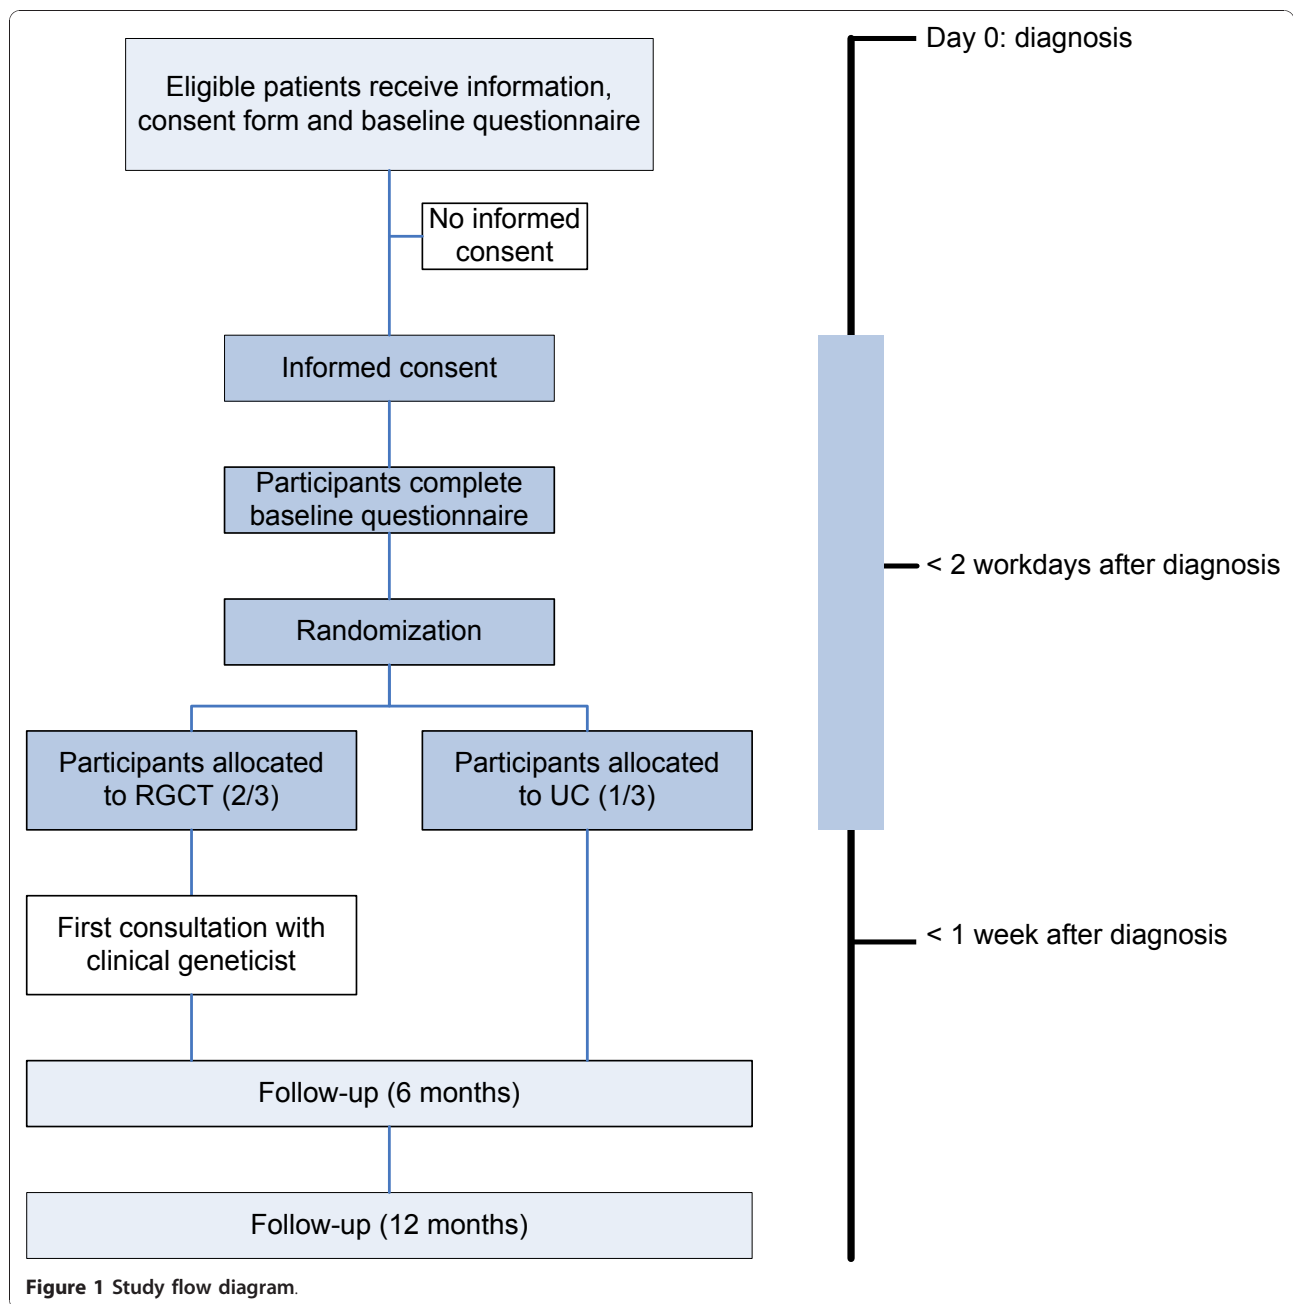 Eligible patients receive information,
consent form and baseline questionnaire
No informed
consent
Informed consent
Participants complete
baseline questionnaire
Randomization
Participants allocated
to RGCT (2/3)
Participants allocated
to UC (1/3)
First consultation with
clinical geneticist
Follow-up (6 months)
Follow-up (12 months)
Day 0: diagnosis
< 2 workdays after diagnosis
< 1 week after diagnosis
Figure 1 Study flow diagram.